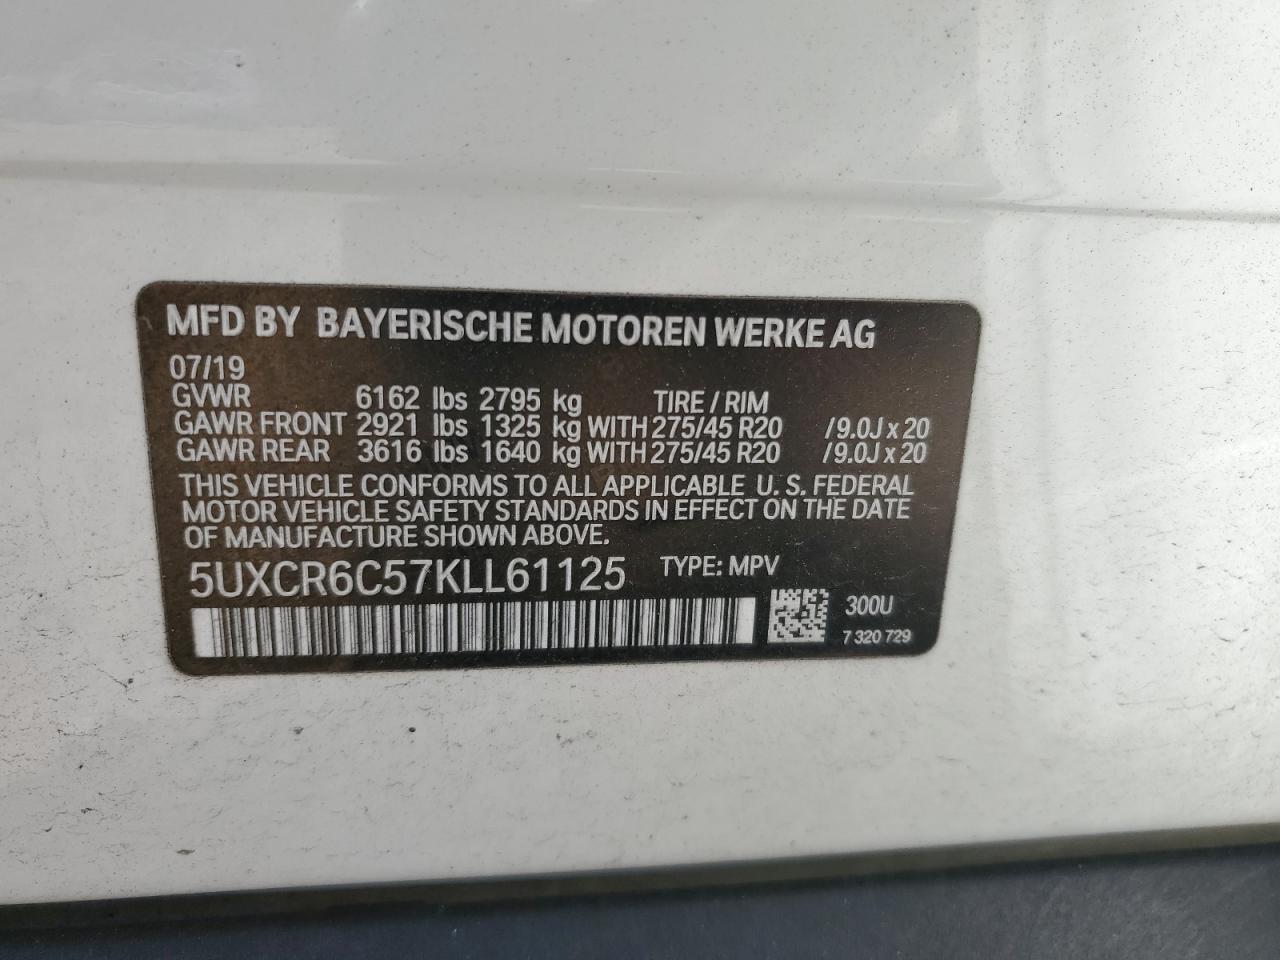 MFD BY BAYERISCHE MOTOREN WERKE AG
07/19
GVWR 6162 lbs 2795 kg TIRE / RIM
GAWR FRONT 2921 lbs 1325 kg WITH 275/45 R20 /9.0J x 20
GAWR REAR 3616 lbs 1640 kg WITH 275/45 R20 /9.0J x 20
THIS VEHICLE CONFORMS TO ALL APPLICABLE U. S. FEDERAL
MOTOR VEHICLE SAFETY STANDARDS IN EFFECT ON THE DATE
OF MANUFACTURE SHOWN ABOVE.
5UXCR6C57KLL61125 TYPE: MPV
300U
7 320 729